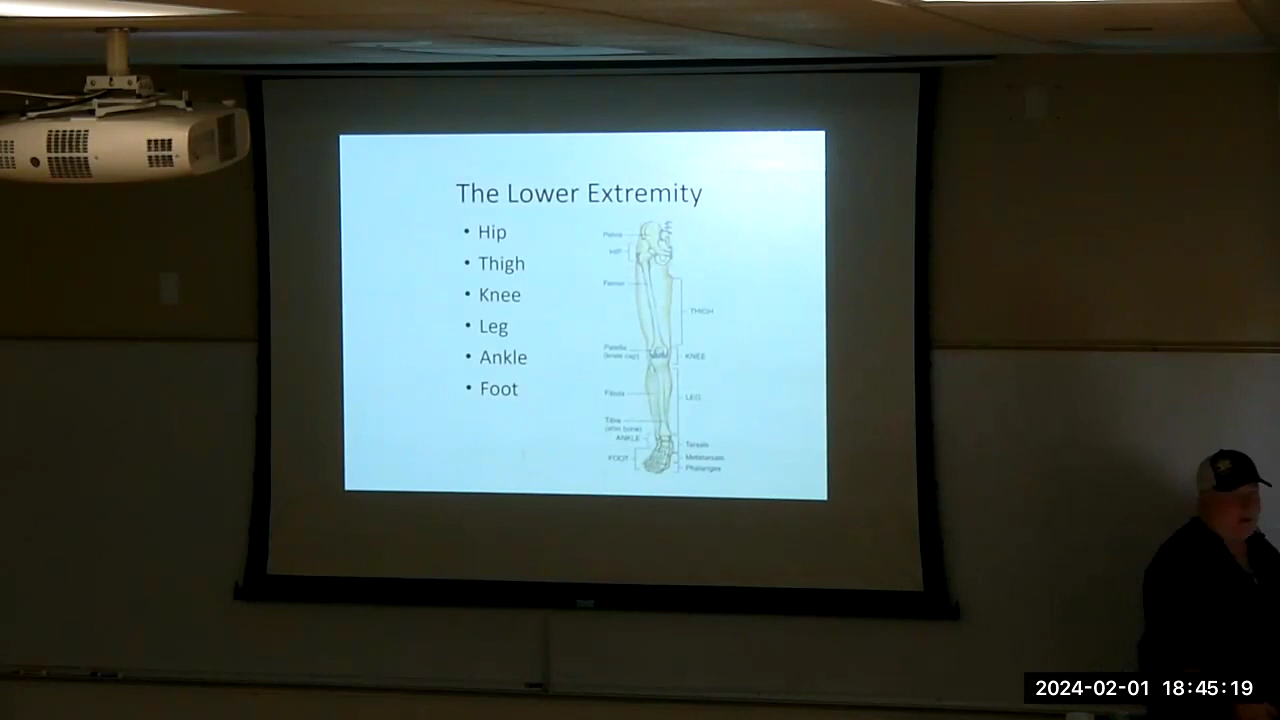 The Lower Extremity
• Hip
• Thigh
• Knee
• Leg
• Ankle
• Foot
Pelvis
HIP
Femur
THIGH
Patella
(knee cap)
KNEE
Fibula
LEG
Tibia
(shin bone)
ANKLE
Tarsals
FOOT
Metatarsals
Phalanges
2024-02-01 18:45:19